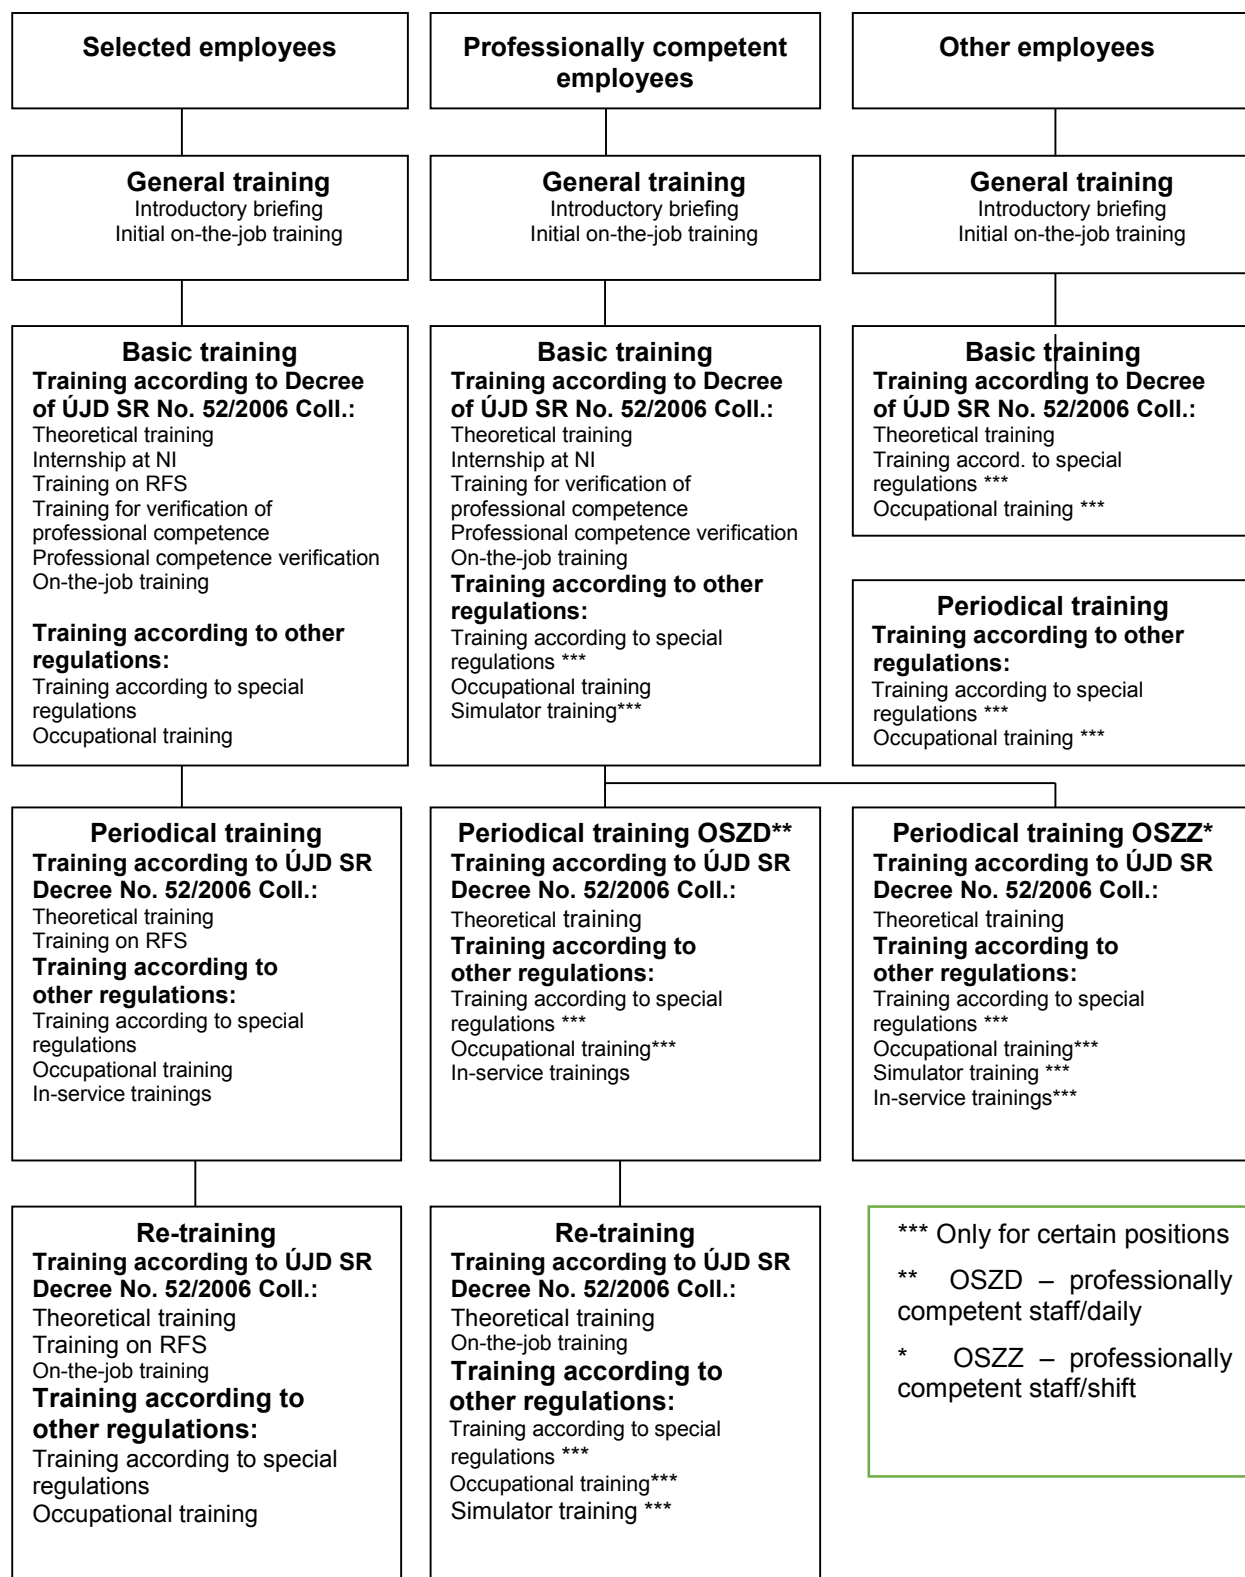 Selected employees
Professionally competent
employees
Other employees
General training
Introductory briefing
Initial on-the-job training
General training
Introductory briefing
Initial on-the-job training
General training
Introductory briefing
Initial on-the-job training
Basic training
Training according to Decree
of ÚJD SR No. 52/2006 Coll.:
Theoretical training
Internship at NI
Training on RFS
Training for verification of
professional competence
Professional competence verification
On-the-job training
Training according to other
regulations:
Training according to special
regulations
Occupational training
Basic training
Training according to Decree
of ÚJD SR No. 52/2006 Coll.:
Theoretical training
Internship at NI
Training for verification of
professional competence
Professional competence verification
On-the-job training
Training according to other
regulations:
Training according to special
regulations ***
Occupational training
Simulator training***
Basic training
Training according to Decree
of ÚJD SR No. 52/2006 Coll.:
Theoretical training
Training accord. to special
regulations ***
Occupational training ***
Periodical training
Training according to other
regulations:
Training according to special
regulations ***
Occupational training ***
Periodical training
Training according to ÚJD SR
Decree No. 52/2006 Coll.:
Theoretical training
Training on RFS
Training according to
other regulations:
Training according to special
regulations
Occupational training
In-service trainings
Periodical training OSZD**
Training according to ÚJD SR
Decree No. 52/2006 Coll.:
Theoretical training
Training according to
other regulations:
Training according to special
regulations ***
Occupational training***
In-service trainings
Periodical training OSZZ*
Training according to ÚJD SR
Decree No. 52/2006 Coll.:
Theoretical training
Training according to
other regulations:
Training according to special
regulations ***
Occupational training***
Simulator training ***
In-service trainings***
Re-training
Training according to ÚJD SR
Decree No. 52/2006 Coll.:
Theoretical training
Training on RFS
On-the-job training
Training according to
other regulations:
Training according to special
regulations
Occupational training
Re-training
Training according to ÚJD SR
Decree No. 52/2006 Coll.:
Theoretical training
On-the-job training
Training according to
other regulations:
Training according to special
regulations ***
Occupational training***
Simulator training ***
*** Only for certain positions
** OSZD – professionally
competent staff/daily
* OSZZ – professionally
competent staff/shift